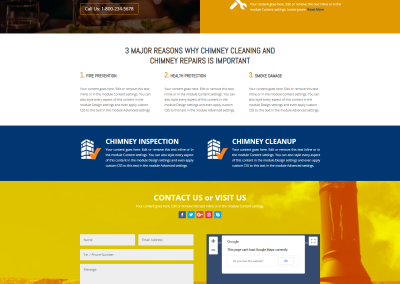 Call Us: 1-800-234-5678
Your content goes here. Edit or remove this text inline or in the
module Content settings. Lorem ipsum. Read More
3 MAJOR REASONS WHY CHIMNEY CLEANING AND
CHIMNEY REPAIRS IS IMPORTANT
1. FIRE PREVENTION
Your content goes here. Edit or remove this text
inline or in the module Content settings. You can
also style every aspect of this content in the
module Design settings and even apply custom
CSS to this text in the module Advanced settings.
2. HEALTH PROTECTION
Your content goes here. Edit or remove this text
inline or in the module Content settings. You can
also style every aspect of this content in the
module Design settings and even apply custom
CSS to this text in the module Advanced settings.
3. SMOKE DAMAGE
Your content goes here. Edit or remove this text
inline or in the module Content settings. You can
also style every aspect of this content in the
module Design settings and even apply custom
CSS to this text in the module Advanced settings.
CHIMNEY INSPECTION
Your content goes here. Edit or remove this text inline or in
the module Content settings. You can also style every aspect
of this content in the module Design settings and even apply
custom CSS to this text in the module Advanced settings.
CHIMNEY CLEANUP
Your content goes here. Edit or remove this text inline or in
the module Content settings. You can also style every aspect
of this content in the module Design settings and even apply
custom CSS to this text in the module Advanced settings.
CONTACT US or VISIT US
Your content goes here. Edit or remove this text inline or in the module Content settings.
Name
Email Address
Phone Number
Message
Google
This page can't load Google Maps correctly.
Do you own this website?
OK